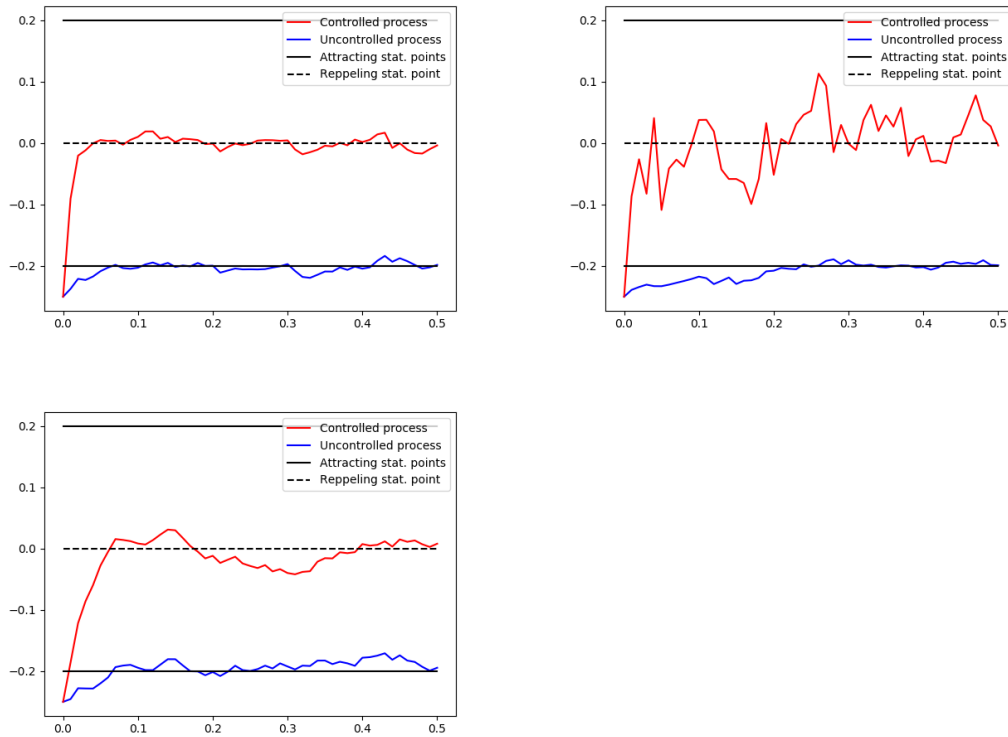 0.2
0.1
0.0
−0.1
−0.2
0.0 0.1 0.2 0.3 0.4 0.5
Controlled process
Uncontrolled process
Attracting stat. points
Reppeling stat. point
0.2
0.1
0.0
−0.1
−0.2
0.0 0.1 0.2 0.3 0.4 0.5
Controlled process
Uncontrolled process
Attracting stat. points
Reppeling stat. point
0.2
0.1
0.0
−0.1
−0.2
0.0 0.1 0.2 0.3 0.4 0.5
Controlled process
Uncontrolled process
Attracting stat. points
Reppeling stat. point